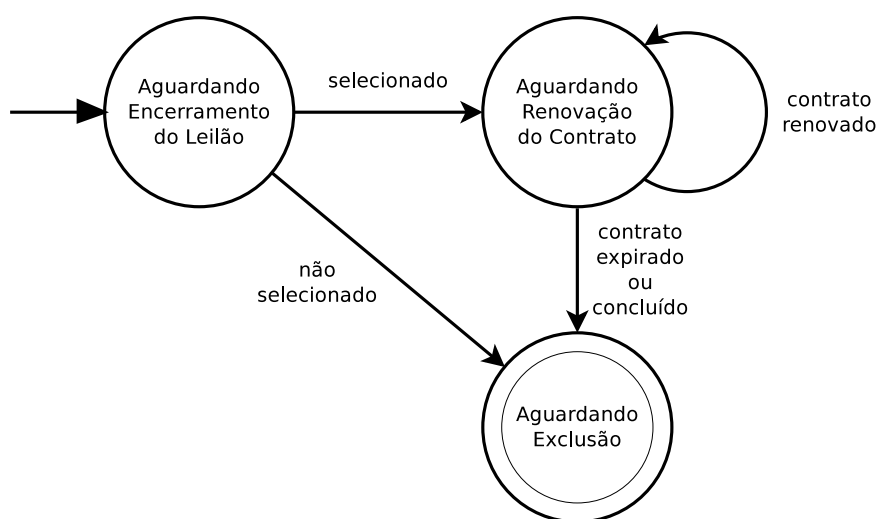 Aguardando
Encerramento
do Leilão
selecionado
Aguardando
Renovação
do Contrato
contrato
renovado
não
selecionado
contrato
expirado
ou
concluído
Aguardando
Exclusão